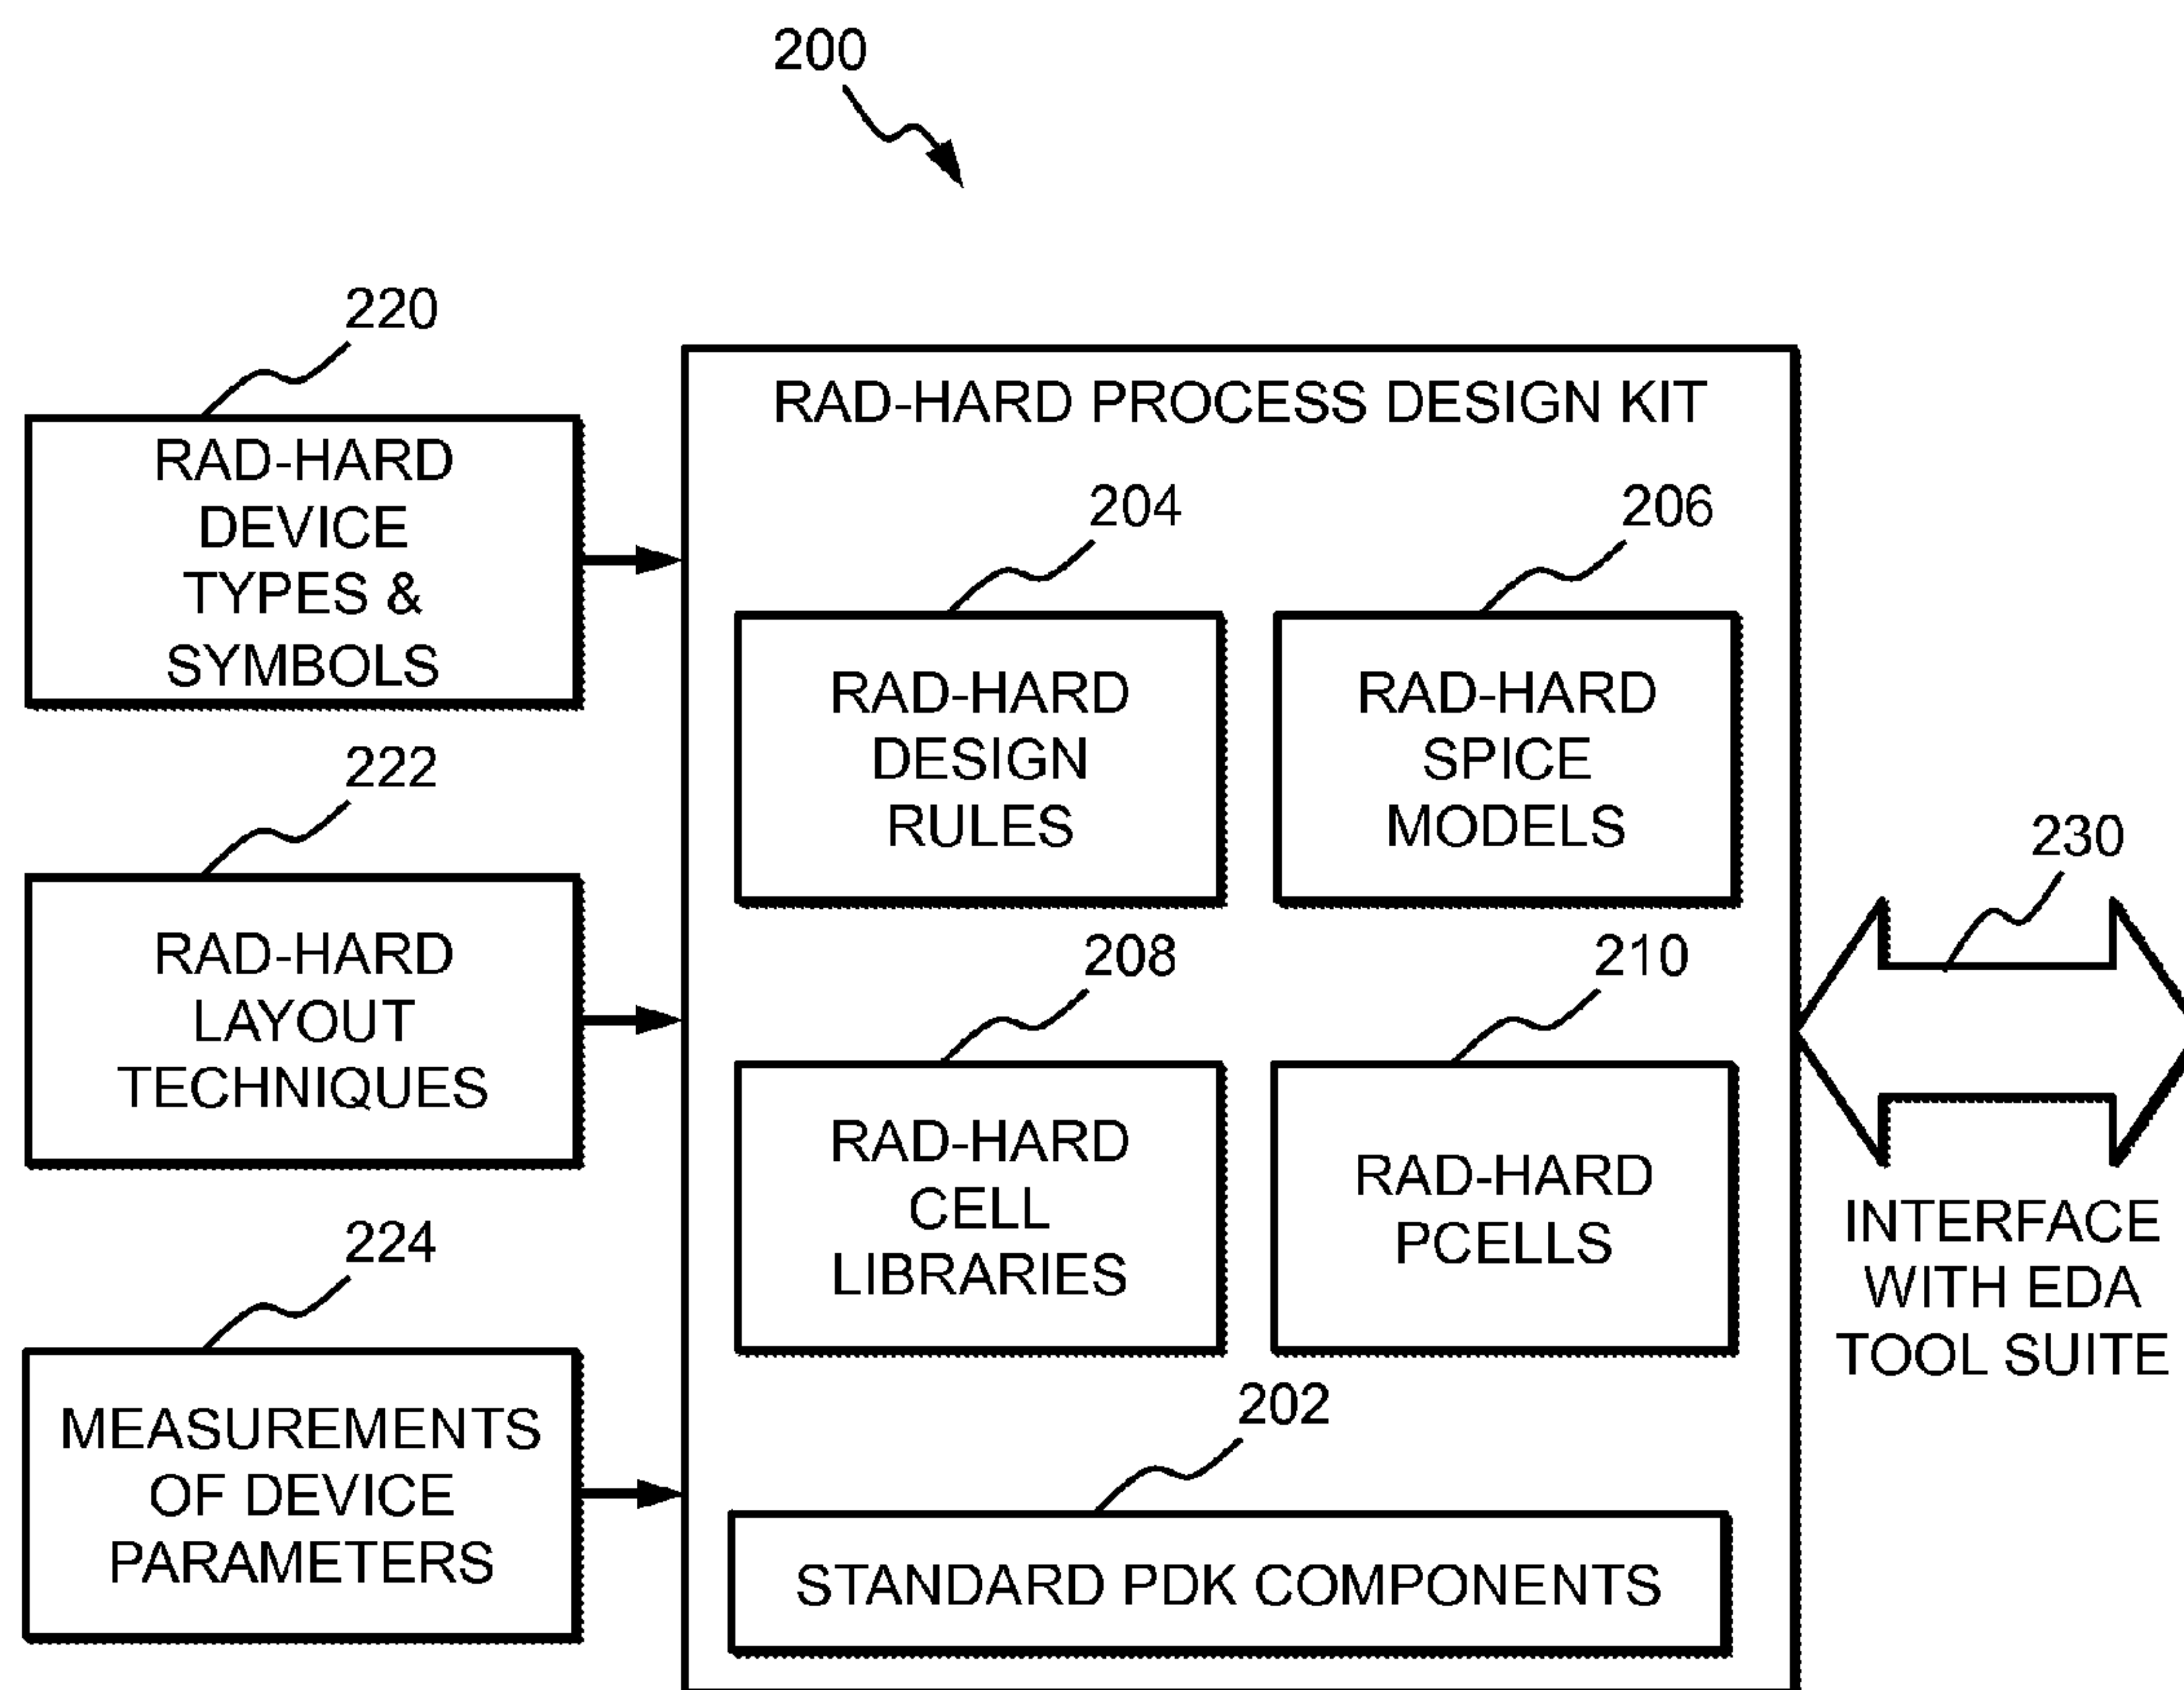 200
220
RAD-HARD
DEVICE
TYPES &
SYMBOLS
222
RAD-HARD
LAYOUT
TECHNIQUES
224
MEASUREMENTS
OF DEVICE
PARAMETERS
RAD-HARD PROCESS DESIGN KIT
204
RAD-HARD
DESIGN
RULES
206
RAD-HARD
SPICE
MODELS
208
RAD-HARD
CELL
LIBRARIES
210
RAD-HARD
PCELLS
202
STANDARD PDK COMPONENTS
230
INTERFACE
WITH EDA
TOOL SUITE